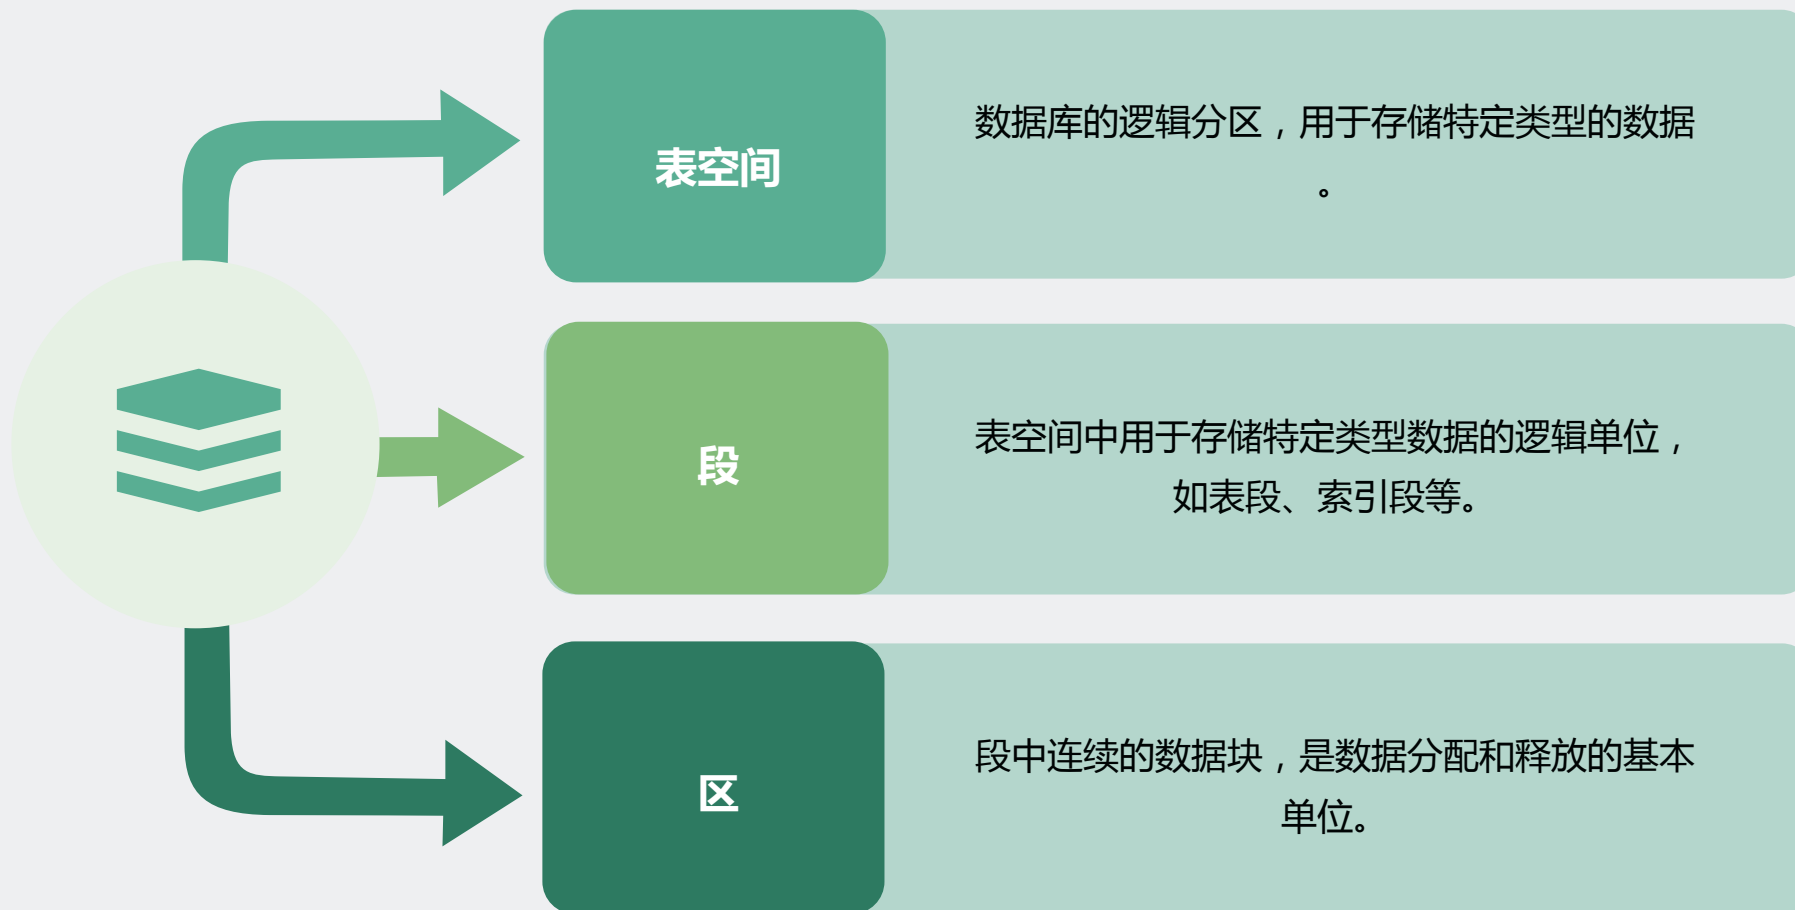 表空间
数据库的逻辑分区，用于存储特定类型的数据
。
段
表空间中用于存储特定类型数据的逻辑单位，
如表段、索引段等。
区
段中连续的数据块，是数据分配和释放的基本
单位。